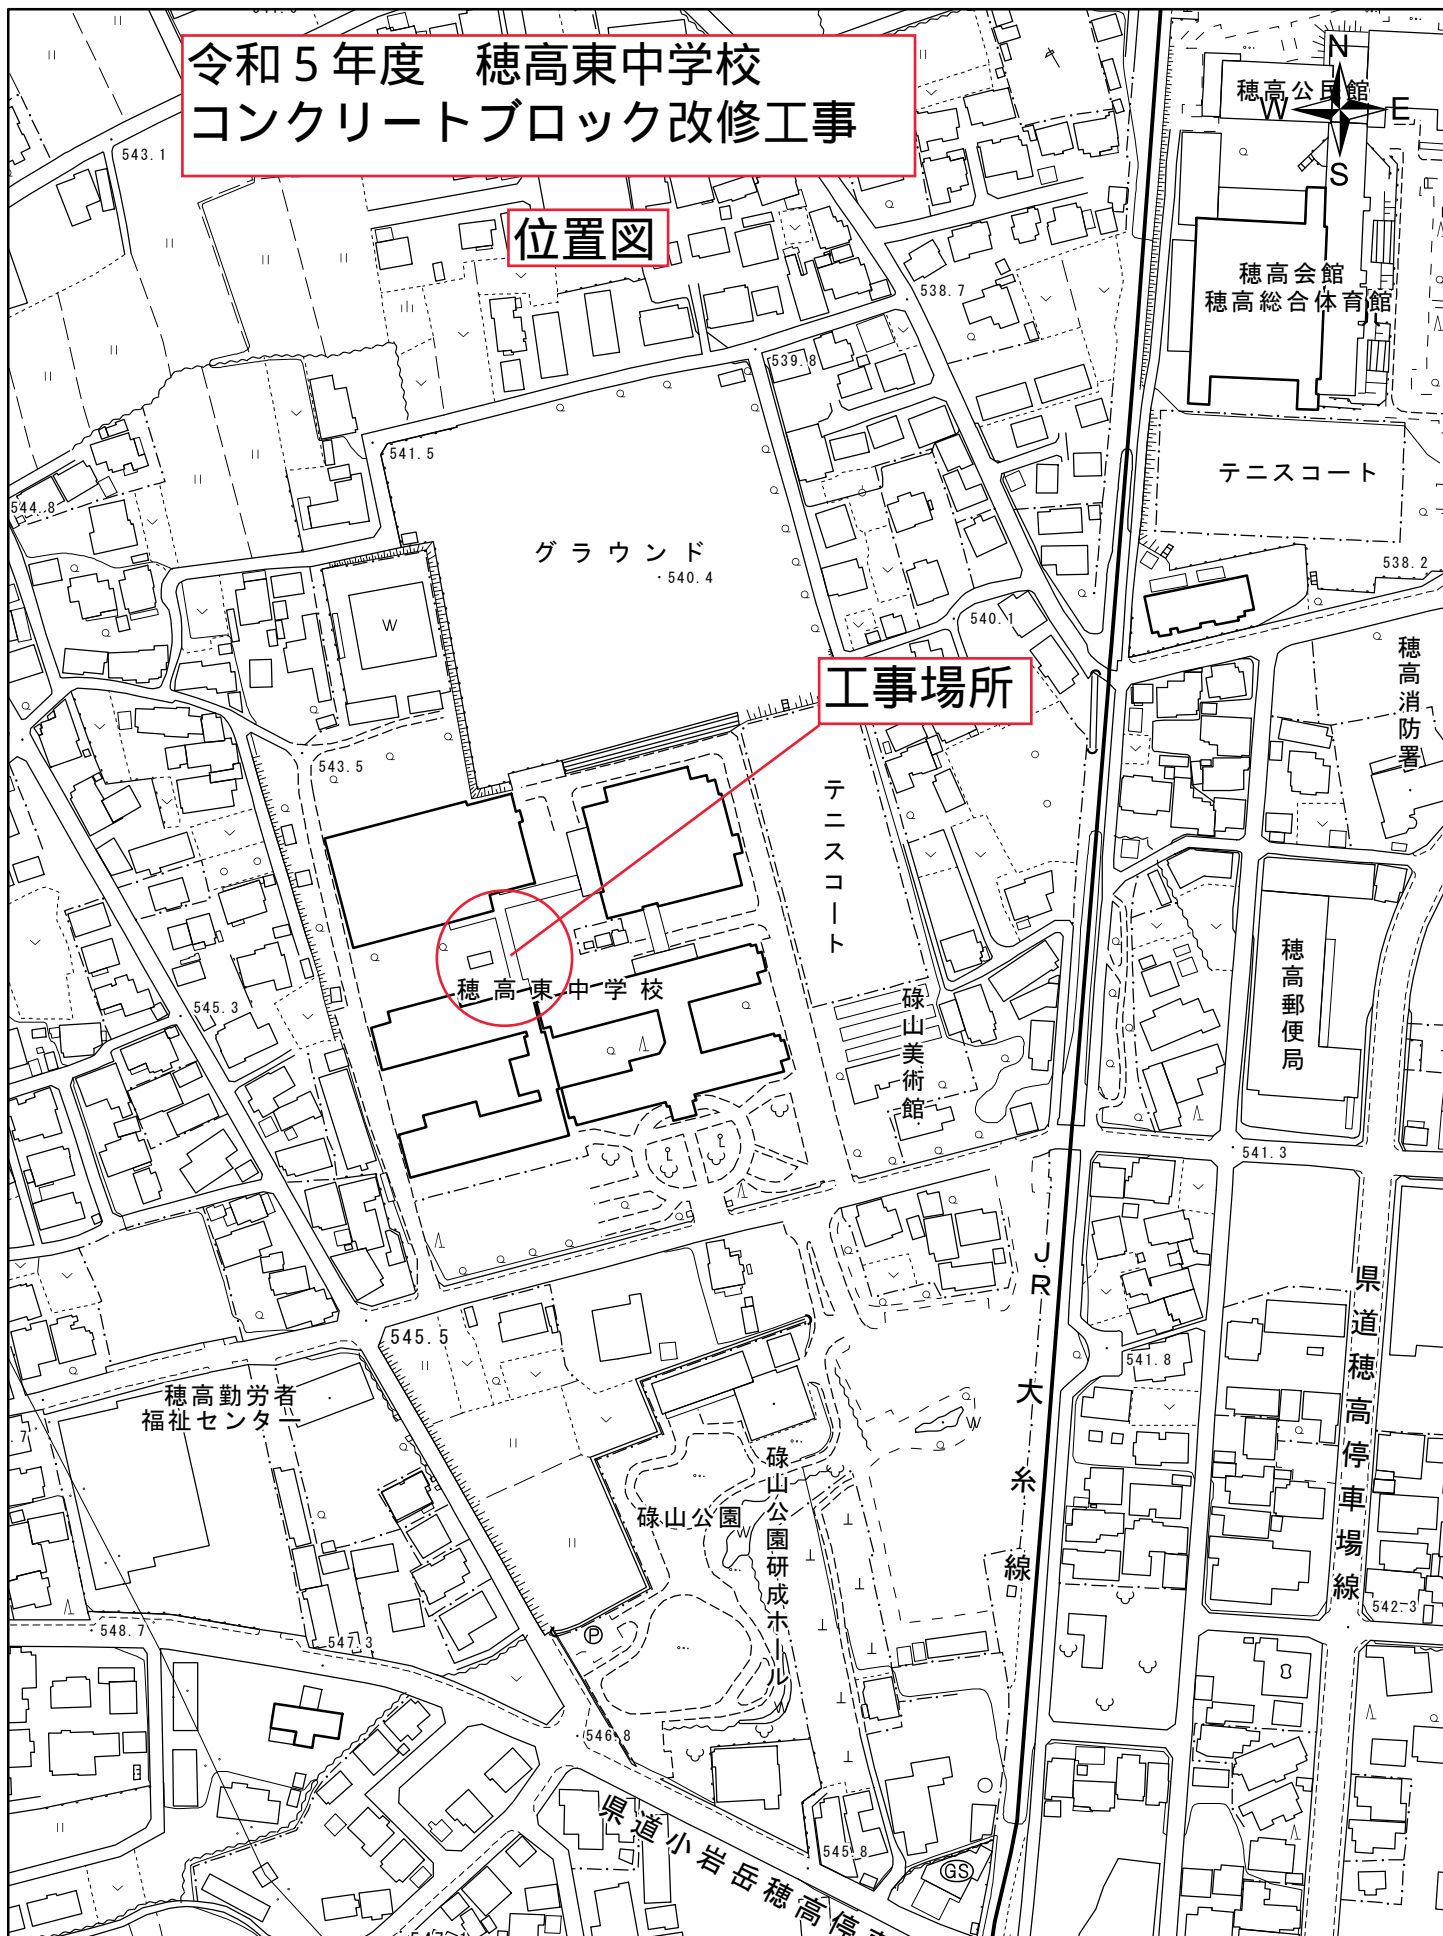 令和５年度　穂高東中学校
コンクリートブロック改修工事
位置図
N
W
E
S
穂高公民館
543.1
538.7
穂高会館
穂高総合体育館
539.8
541.5
テニスコート
544.8
グラウンド
540.4
538.2
W
540.1
穂高消防署
工事場所
543.5
テニスコート
穂高東中学校
穂高郵便局
545.3
碌山美術館
541.3
JR大糸線
県道穂高停車場線
545.5
541.8
穂高勤労者
福祉センター
W
.7
碌山公園
W
碌山公園研成ホール
W
548.7
547.3
P
542.3
546.8
県道小岩岳穂高停
545.8
GS